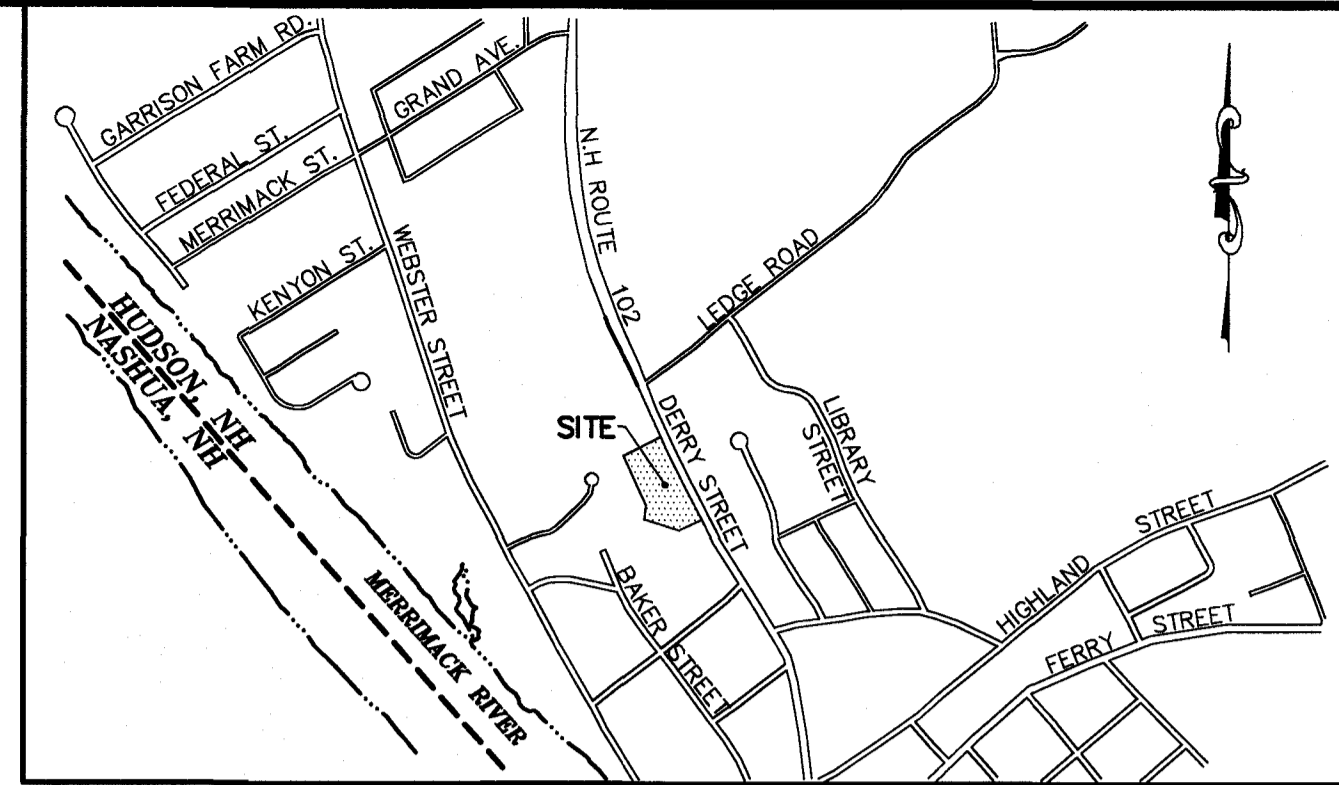 GARRISON FARM RD.
GRAND AVE.
FEDERAL ST.
MERRIMACK ST.
N.H ROUTE 102
KENYON ST.
WEBSTER STREET
LEDGE ROAD
HUDSON, NH
NASHUA, NH
SITE
DERRY STREET
LIBRARY
STREET
MERRIMACK RIVER
BAKER
STREET
HIGHLAND STREET
FERRY STREET